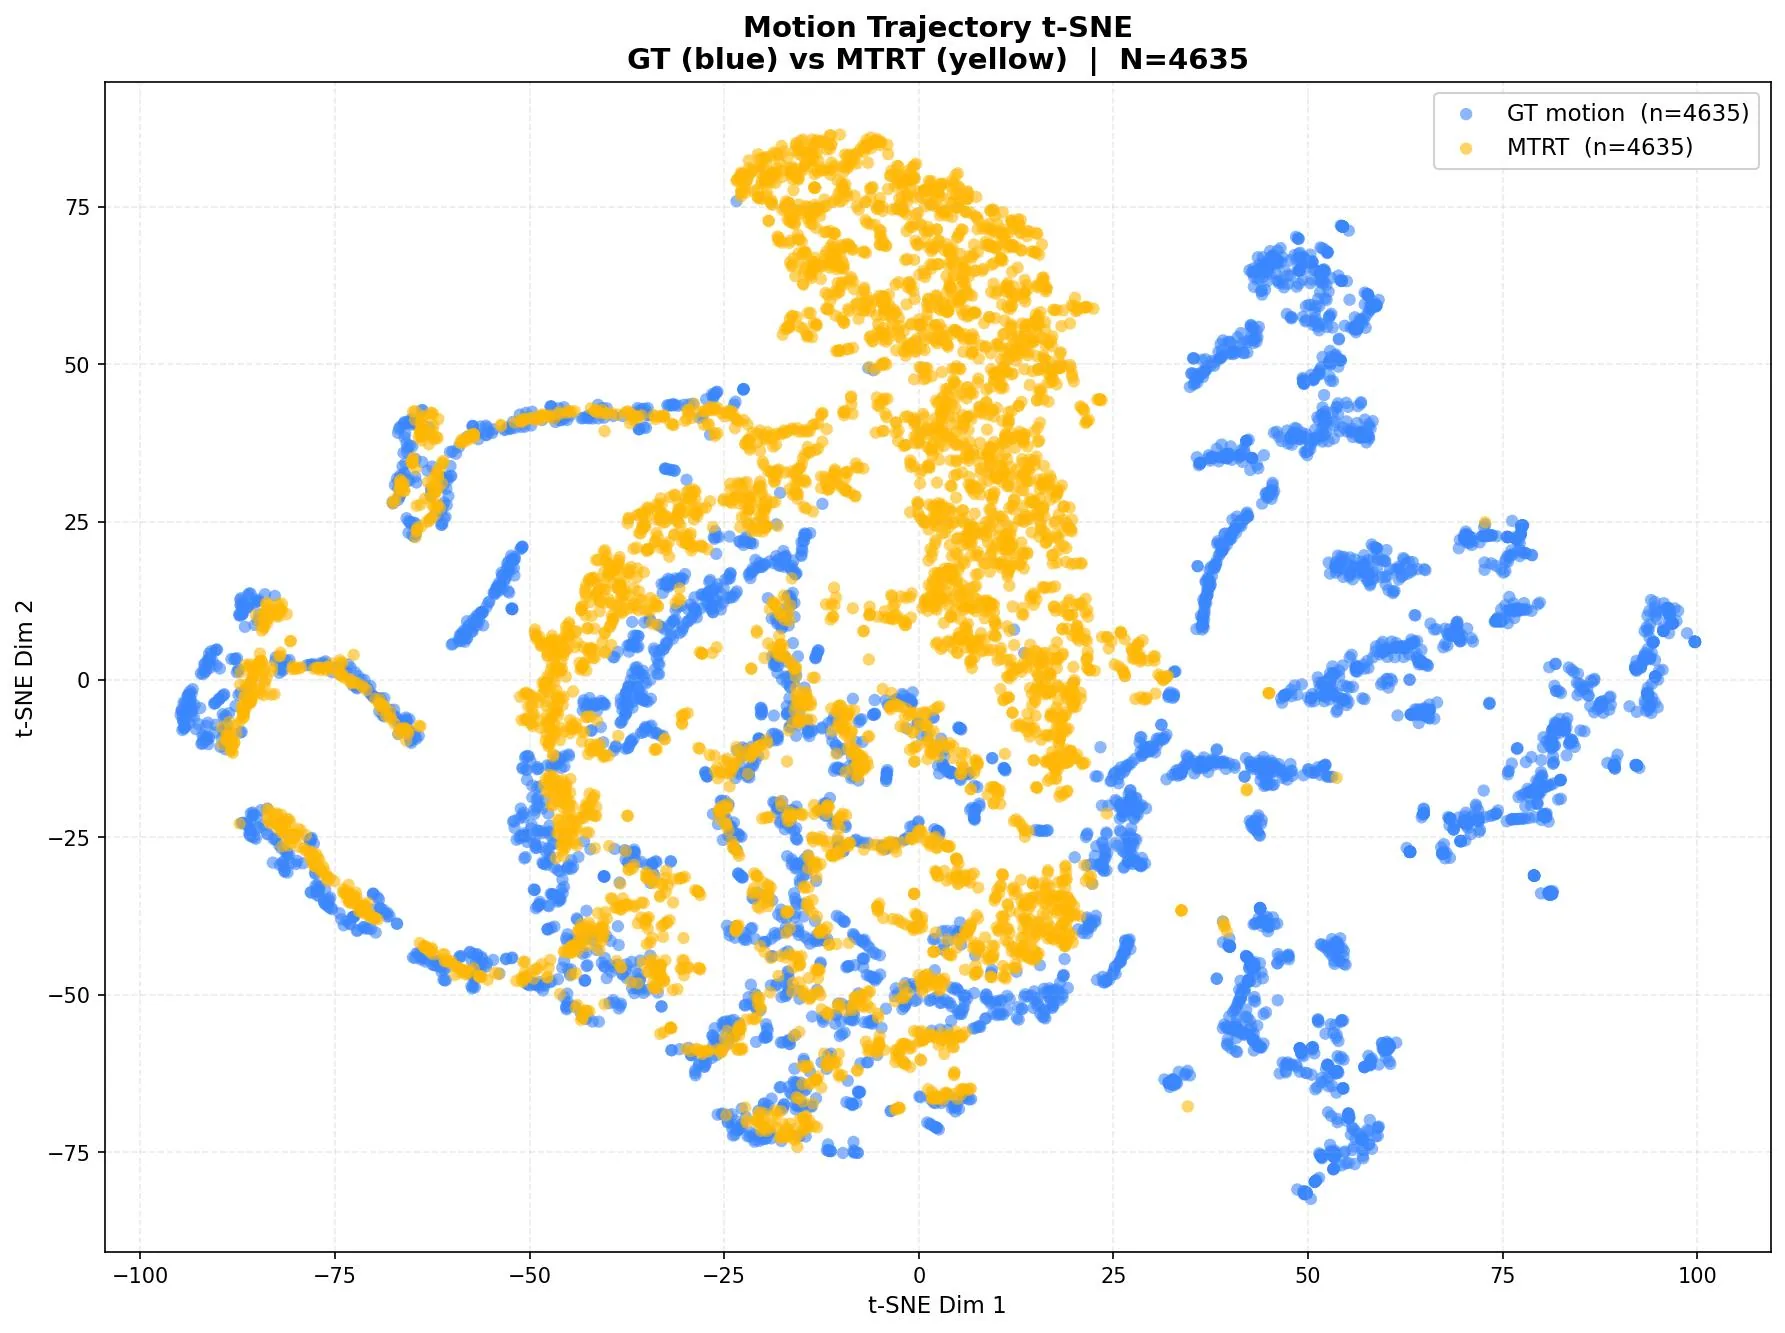 Motion Trajectory t-SNE
GT (blue) vs MTRT (yellow) | N=4635
GT motion (n=4635)
MTRT (n=4635)
75
50
25
0
−25
−50
−75
t-SNE Dim 2
−100
−75
−50
−25
0
25
50
75
100
t-SNE Dim 1